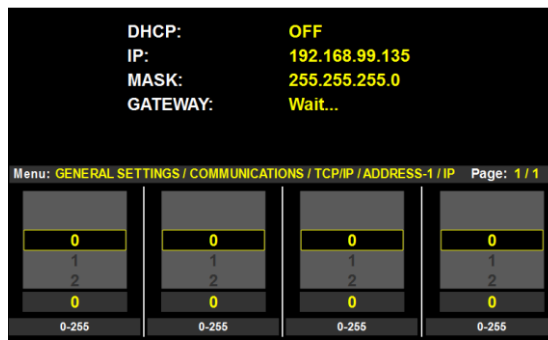 DHCP: OFF
IP: 192.168.99.135
MASK: 255.255.255.0
GATEWAY: Wait...
Menu: GENERAL SETTINGS / COMMUNICATIONS / TCP/IP / ADDRESS-1 / IP Page: 1 / 1
0 0 0 0
1 1 1 1
2 2 2 2
0 0 0 0
0-255 0-255 0-255 0-255